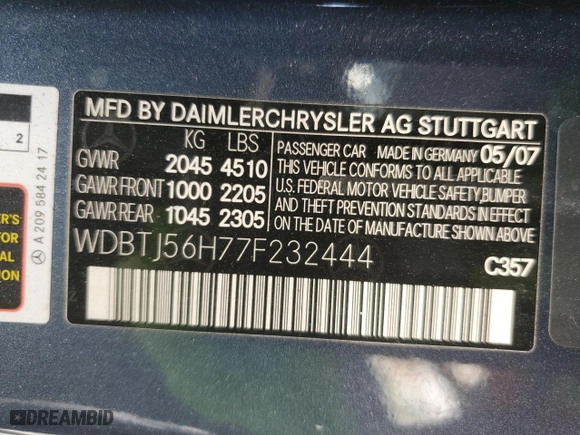 MFD BY DAIMLERCHRYSLER AG STUTTGART
KG LBS
GVWR 2045 4510
GAWR FRONT 1000 2205
GAWR REAR 1045 2305
PASSENGER CAR MADE IN GERMANY 05/07
THIS VEHICLE CONFORMS TO ALL APPLICABLE
U.S. FEDERAL MOTOR VEHICLE SAFETY,BUMPER
AND THEFT PREVENTION STANDARDS IN EFFECT
ON THE DATE OF MANUFACTURE SHOWN ABOVE
WDBTJ56H77F232444
C357
2
A 209 584 24 17
DREAMBID